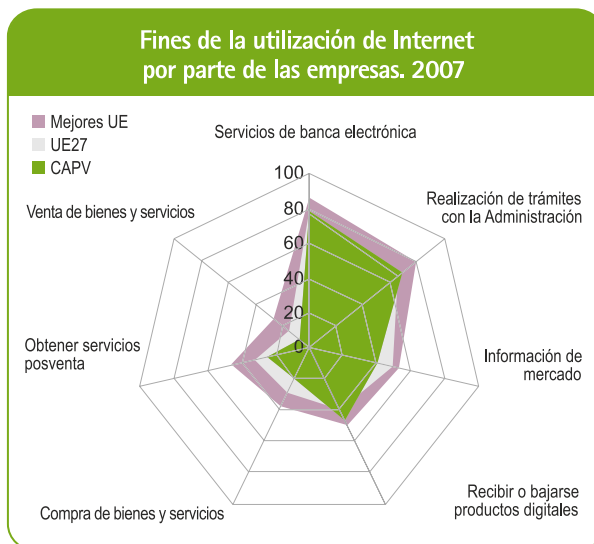 Fines de la utilización de Internet
por parte de las empresas. 2007
Mejores UE
UE27
CAPV
Servicios de banca electrónica
Realización de trámites
con la Administración
Información de
mercado
Recibir o bajarse
productos digitales
Compra de bienes y servicios
Obtener servicios
posventa
Venta de bienes y servicios
100
80
60
40
20
0